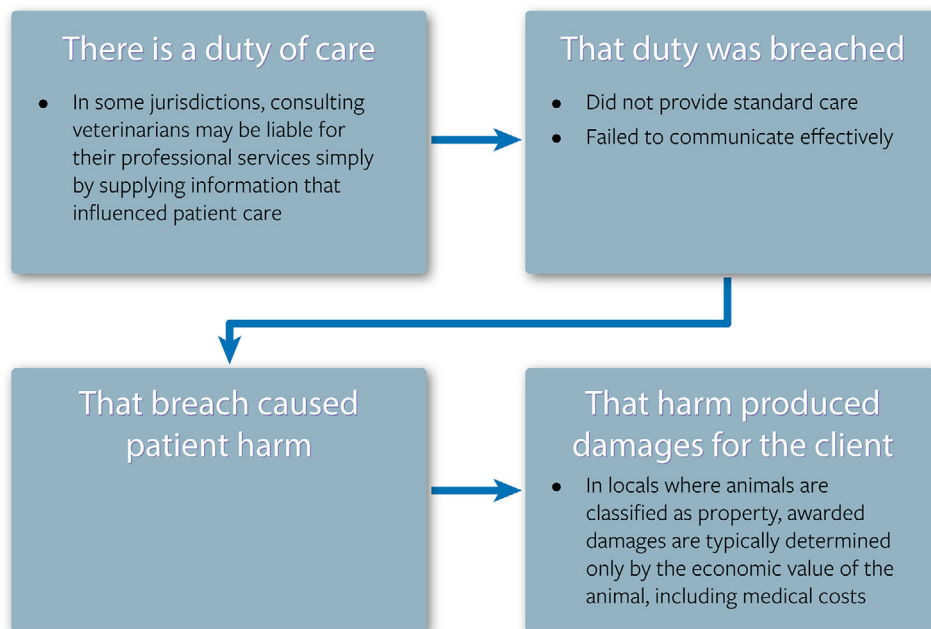 There is a duty of care
● In some jurisdictions, consulting
veterinarians may be liable for
their professional services simply
by supplying information that
influenced patient care
That duty was breached
● Did not provide standard care
● Failed to communicate effectively
That breach caused
patient harm
That harm produced
damages for the client
● In locals where animals are
classified as property, awarded
damages are typically determined
only by the economic value of the
animal, including medical costs